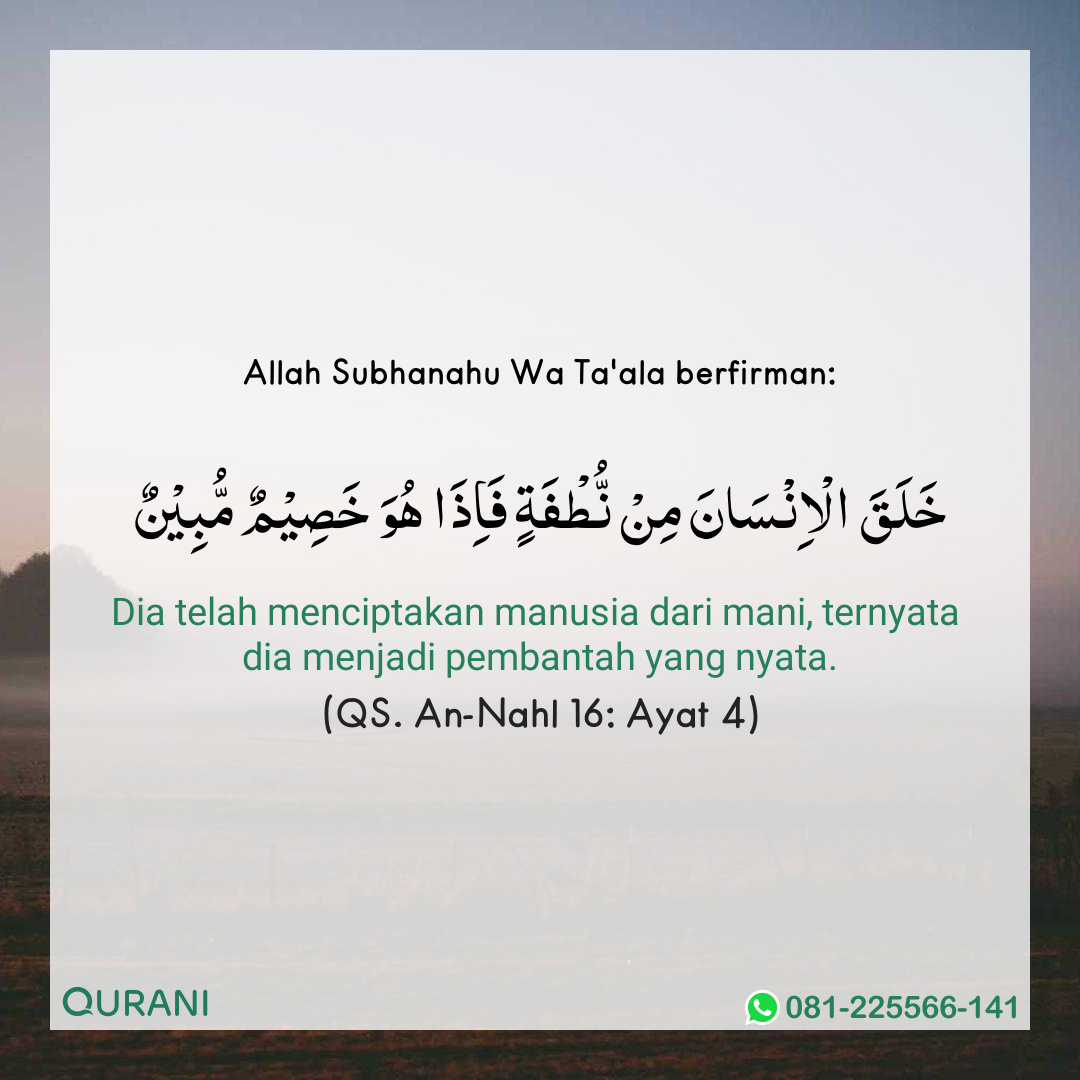 Allah Subhanahu Wa Ta'ala berfirman:
خَلَقَ الْاِنْسَانَ مِنْ نُّطْفَةٍ فَاِذَا هُوَ خَصِيْمٌ مُّبِيْنٌ
Dia telah menciptakan manusia dari mani, ternyata
dia menjadi pembantah yang nyata.
(QS. An-Nahl 16: Ayat 4)
QURANI
081-225566-141